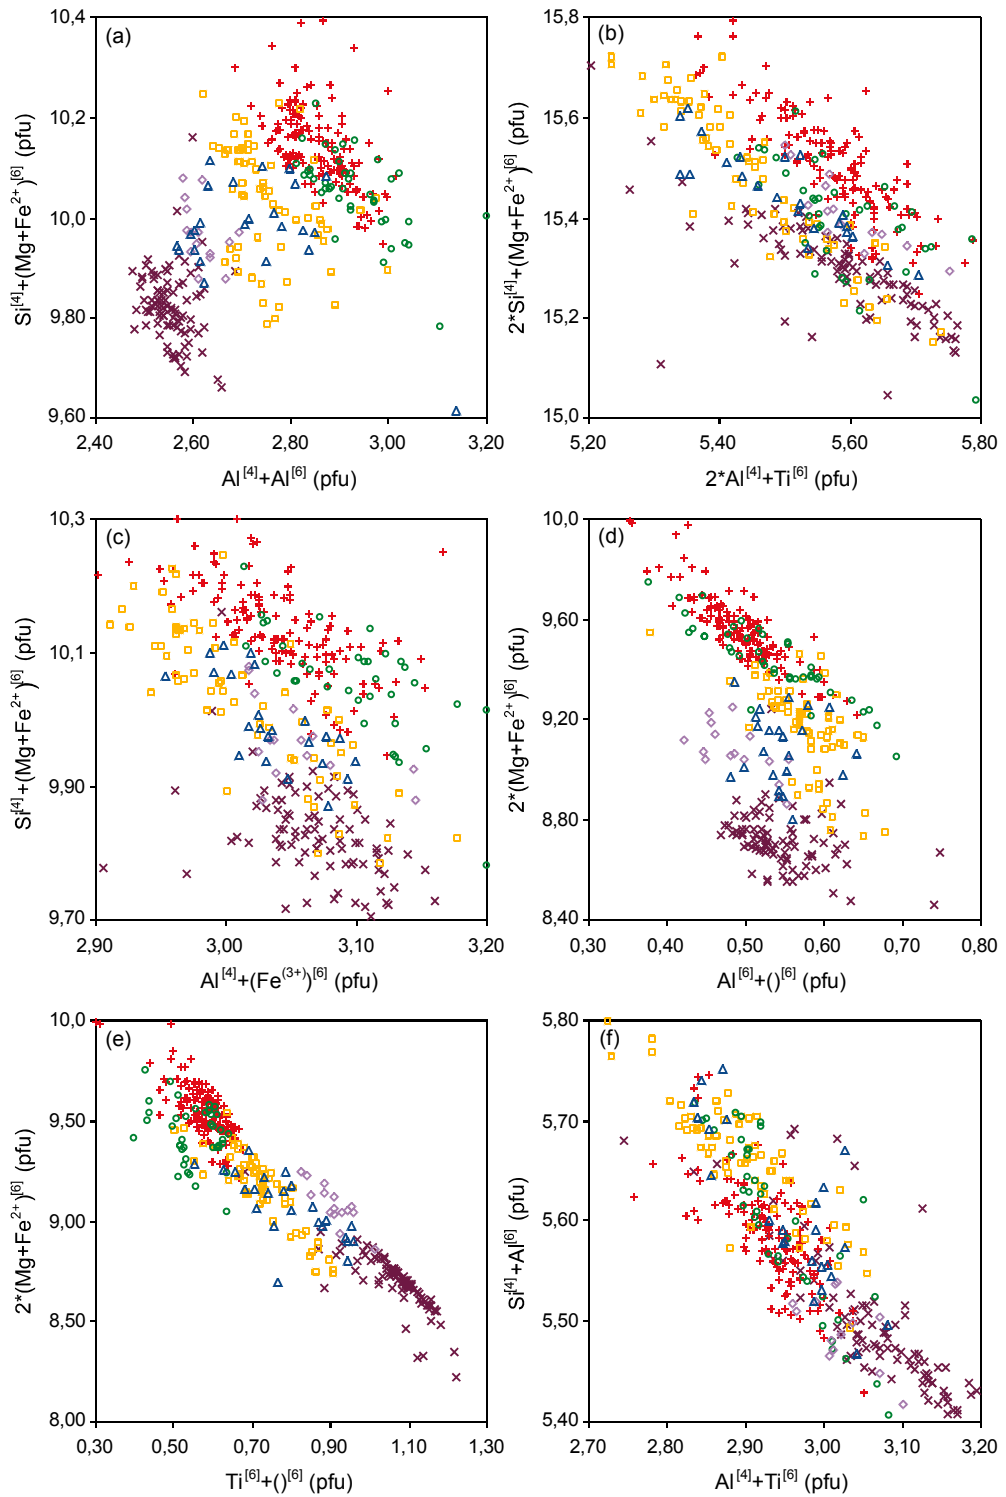 (a)
10,4
10,2
10,0
9,80
9,60
2,40 2,60 2,80 3,00 3,20
Si[4]+(Mg+Fe2+)[6] (pfu)
Al[4]+Al[6] (pfu)
(b)
15,8
15,6
15,4
15,2
15,0
5,20 5,40 5,60 5,80
2*Si[4]+(Mg+Fe2+)[6] (pfu)
2*Al[4]+Ti[6] (pfu)
(c)
10,3
10,1
9,90
9,70
2,90 3,00 3,10 3,20
Si[4]+(Mg+Fe2+)[6] (pfu)
Al[4]+(Fe(3+))[6] (pfu)
(d)
10,0
9,60
9,20
8,80
8,40
0,30 0,40 0,50 0,60 0,70 0,80
2*(Mg+Fe2+)[6] (pfu)
Al[6]+()[6] (pfu)
(e)
10,0
9,50
9,00
8,50
8,00
0,30 0,50 0,70 0,90 1,10 1,30
2*(Mg+Fe2+)[6] (pfu)
Ti[6]+()[6] (pfu)
(f)
5,80
5,70
5,60
5,50
5,40
2,70 2,80 2,90 3,00 3,10 3,20
Si[4]+Al[6] (pfu)
Al[4]+Ti[6] (pfu)